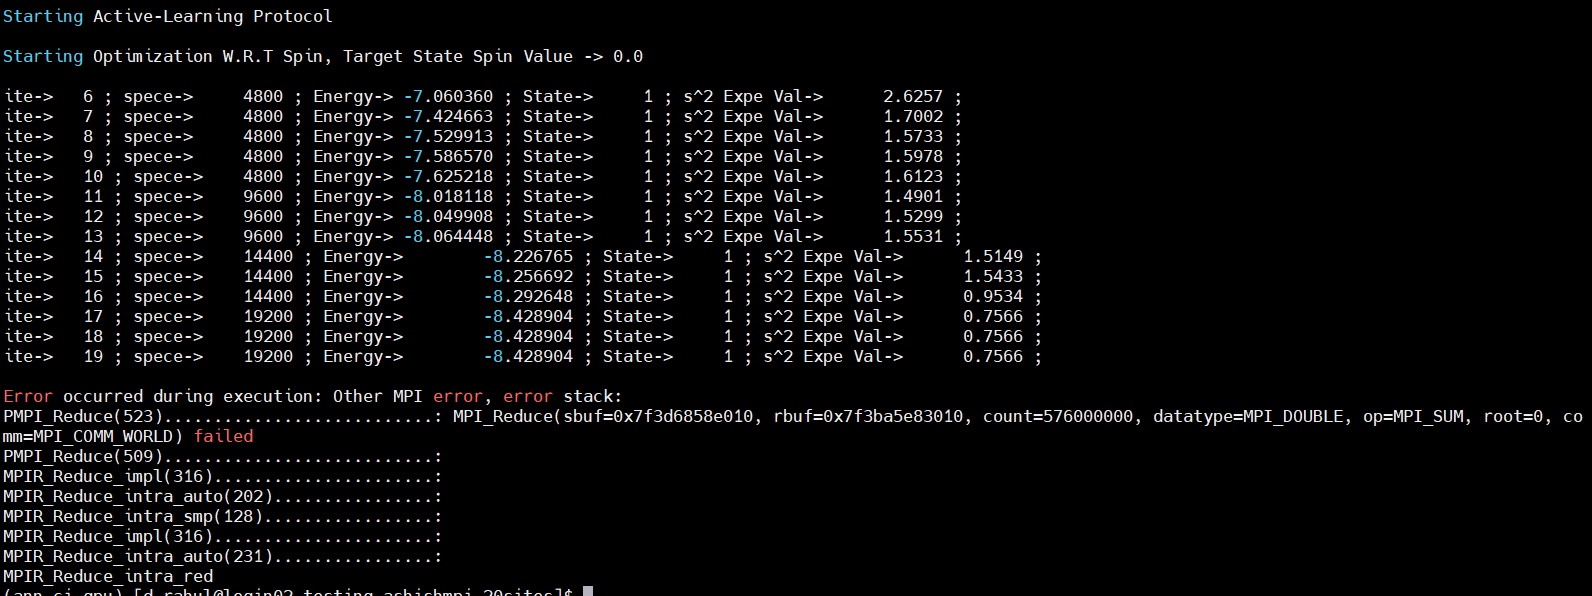 Starting Active-Learning Protocol
Starting Optimization W.R.T Spin, Target State Spin Value -> 0.0
ite->   6 ; spece->    4800 ; Energy-> -7.060360 ; State->     1 ; s^2 Expe Val->      2.6257 ;
ite->   7 ; spece->    4800 ; Energy-> -7.424663 ; State->     1 ; s^2 Expe Val->      1.7002 ;
ite->   8 ; spece->    4800 ; Energy-> -7.529913 ; State->     1 ; s^2 Expe Val->      1.5733 ;
ite->   9 ; spece->    4800 ; Energy-> -7.586570 ; State->     1 ; s^2 Expe Val->      1.5978 ;
ite->   10 ; spece->    4800 ; Energy-> -7.625218 ; State->     1 ; s^2 Expe Val->      1.6123 ;
ite->   11 ; spece->    9600 ; Energy-> -8.018118 ; State->     1 ; s^2 Expe Val->      1.4901 ;
ite->   12 ; spece->    9600 ; Energy-> -8.049908 ; State->     1 ; s^2 Expe Val->      1.5299 ;
ite->   13 ; spece->    9600 ; Energy-> -8.064448 ; State->     1 ; s^2 Expe Val->      1.5531 ;
ite->   14 ; spece->    14400 ; Energy->        -8.226765 ; State->     1 ; s^2 Expe Val->      1.5149 ;
ite->   15 ; spece->    14400 ; Energy->        -8.256692 ; State->     1 ; s^2 Expe Val->      1.5433 ;
ite->   16 ; spece->    14400 ; Energy->        -8.292648 ; State->     1 ; s^2 Expe Val->      0.9534 ;
ite->   17 ; spece->    19200 ; Energy->        -8.428904 ; State->     1 ; s^2 Expe Val->      0.7566 ;
ite->   18 ; spece->    19200 ; Energy->        -8.428904 ; State->     1 ; s^2 Expe Val->      0.7566 ;
ite->   19 ; spece->    19200 ; Energy->        -8.428904 ; State->     1 ; s^2 Expe Val->      0.7566 ;
Error occurred during execution: Other MPI error, error stack:
PMPI_Reduce(523)...........................: MPI_Reduce(sbuf=0x7f3d6858e010, rbuf=0x7f3ba5e83010, count=576000000, datatype=MPI_DOUBLE, op=MPI_SUM, root=0, co
mm=MPI_COMM_WORLD) failed
PMPI_Reduce(509)...........................:
MPIR_Reduce_impl(316)......................:
MPIR_Reduce_intra_auto(202)................:
MPIR_Reduce_intra_smp(128).................:
MPIR_Reduce_impl(316)......................:
MPIR_Reduce_intra_auto(231)................:
MPIR_Reduce_intra_red
(ann_ci_gpu) [d_rahul@login02 testing_ashishmpi_20sites]$